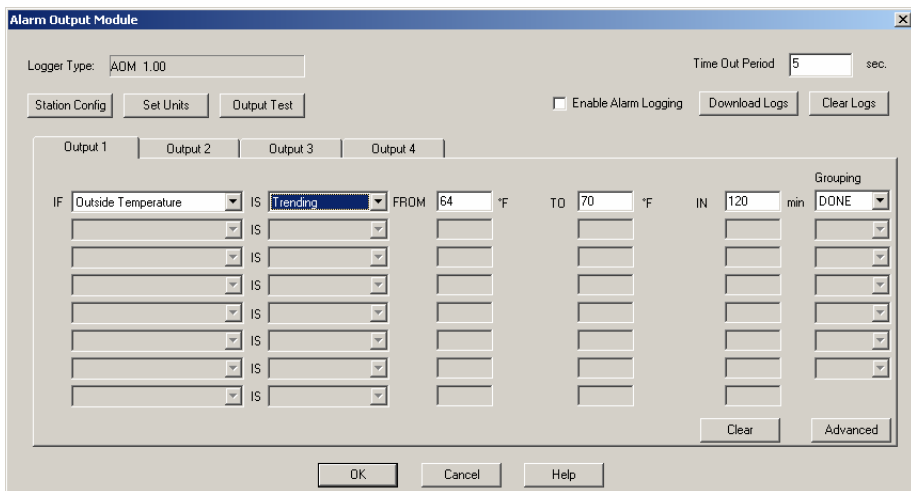 Alarm Output Module
Logger Type: AOM 1.00 Time Out Period 5 sec.
Station Config Set Units Output Test Enable Alarm Logging Download Logs Clear Logs
Output 1 Output 2 Output 3 Output 4
Grouping
IF Outside Temperature IS Trending FROM 64 °F TO 70 °F IN 120 min DONE
IS
IS
IS
IS
IS
IS
IS
Clear Advanced
OK Cancel Help